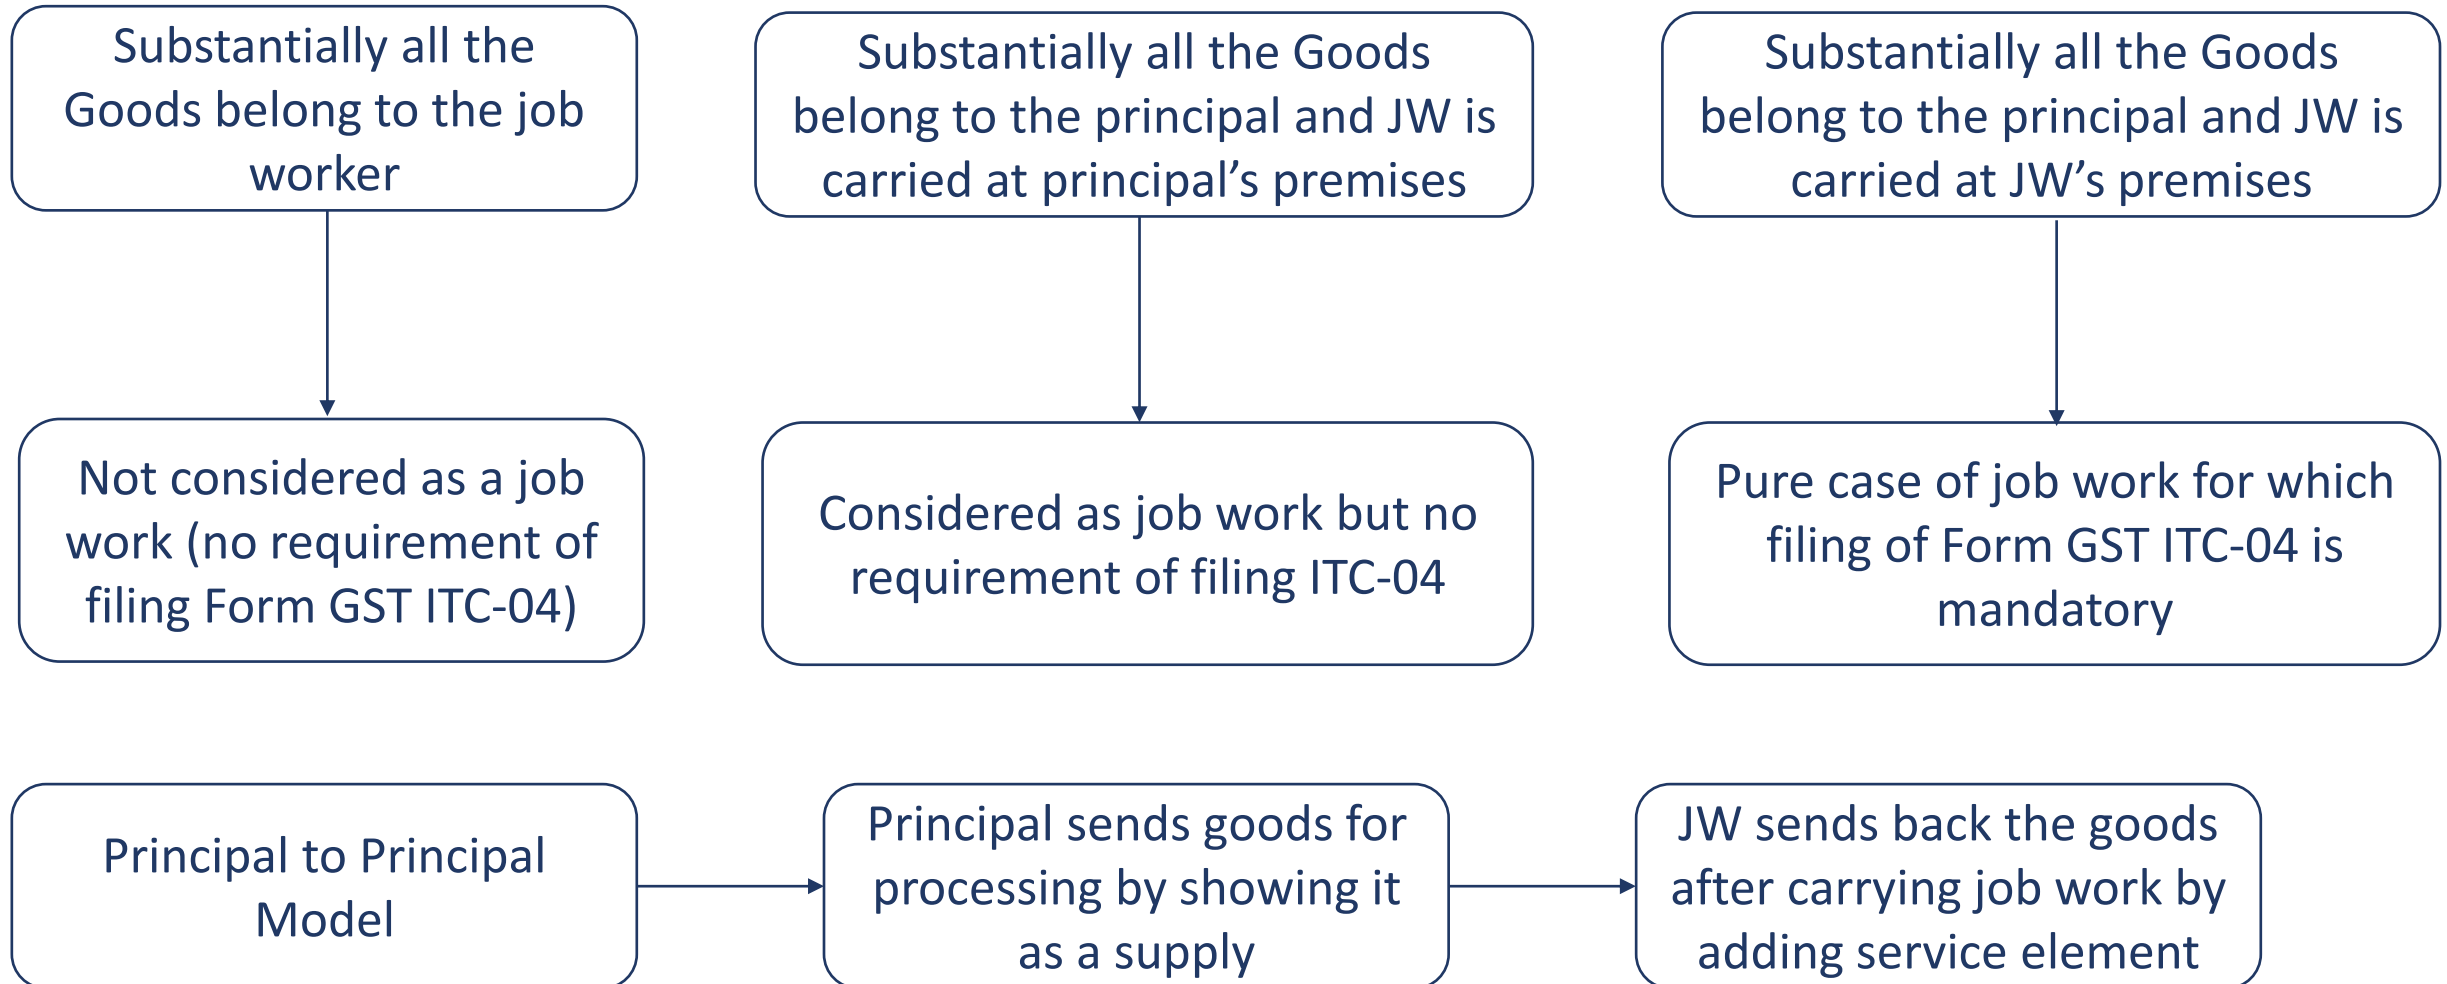 Substantially all the
Goods belong to the job
worker
Substantially all the Goods
belong to the principal and JW is
carried at principal’s premises
Substantially all the Goods
belong to the principal and JW is
carried at JW’s premises
Not considered as a job
work (no requirement of
filing Form GST ITC-04)
Considered as job work but no
requirement of filing ITC-04
Pure case of job work for which
filing of Form GST ITC-04 is
mandatory
Principal to Principal
Model
Principal sends goods for
processing by showing it
as a supply
JW sends back the goods
after carrying job work by
adding service element